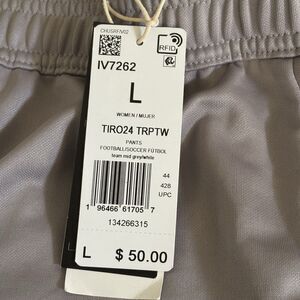 CHUSRFIV02
RFID
IV7262
L
WOMEN / MUJER
TIRO24 TRPTW
PANTS
FOOTBALL/SOCCER FÚTBOL
team mid grey/white
44
428
UPC
1 96466 61705 7
134266315
L $ 50.00